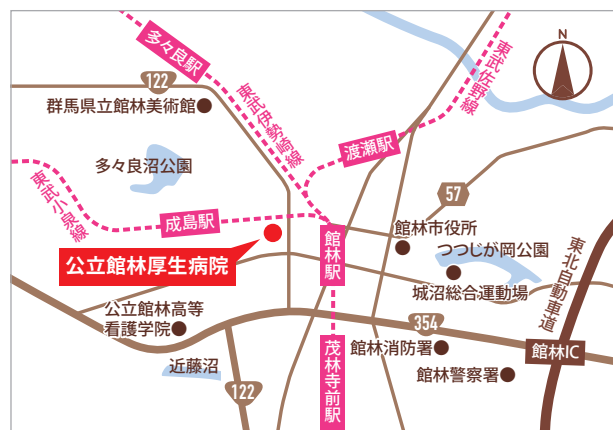 N
多々良駅
122
東武佐野線
群馬県立館林美術館
東武伊勢崎線
渡瀬駅
多々良沼公園
東武小泉線
57
成島駅
館林市役所
つつじが岡公園
館林駅
公立館林厚生病院
東北自動車道
城沼総合運動場
公立館林高等
看護学院
354
館林消防署
館林IC
茂林寺前駅
近藤沼
122
館林警察署